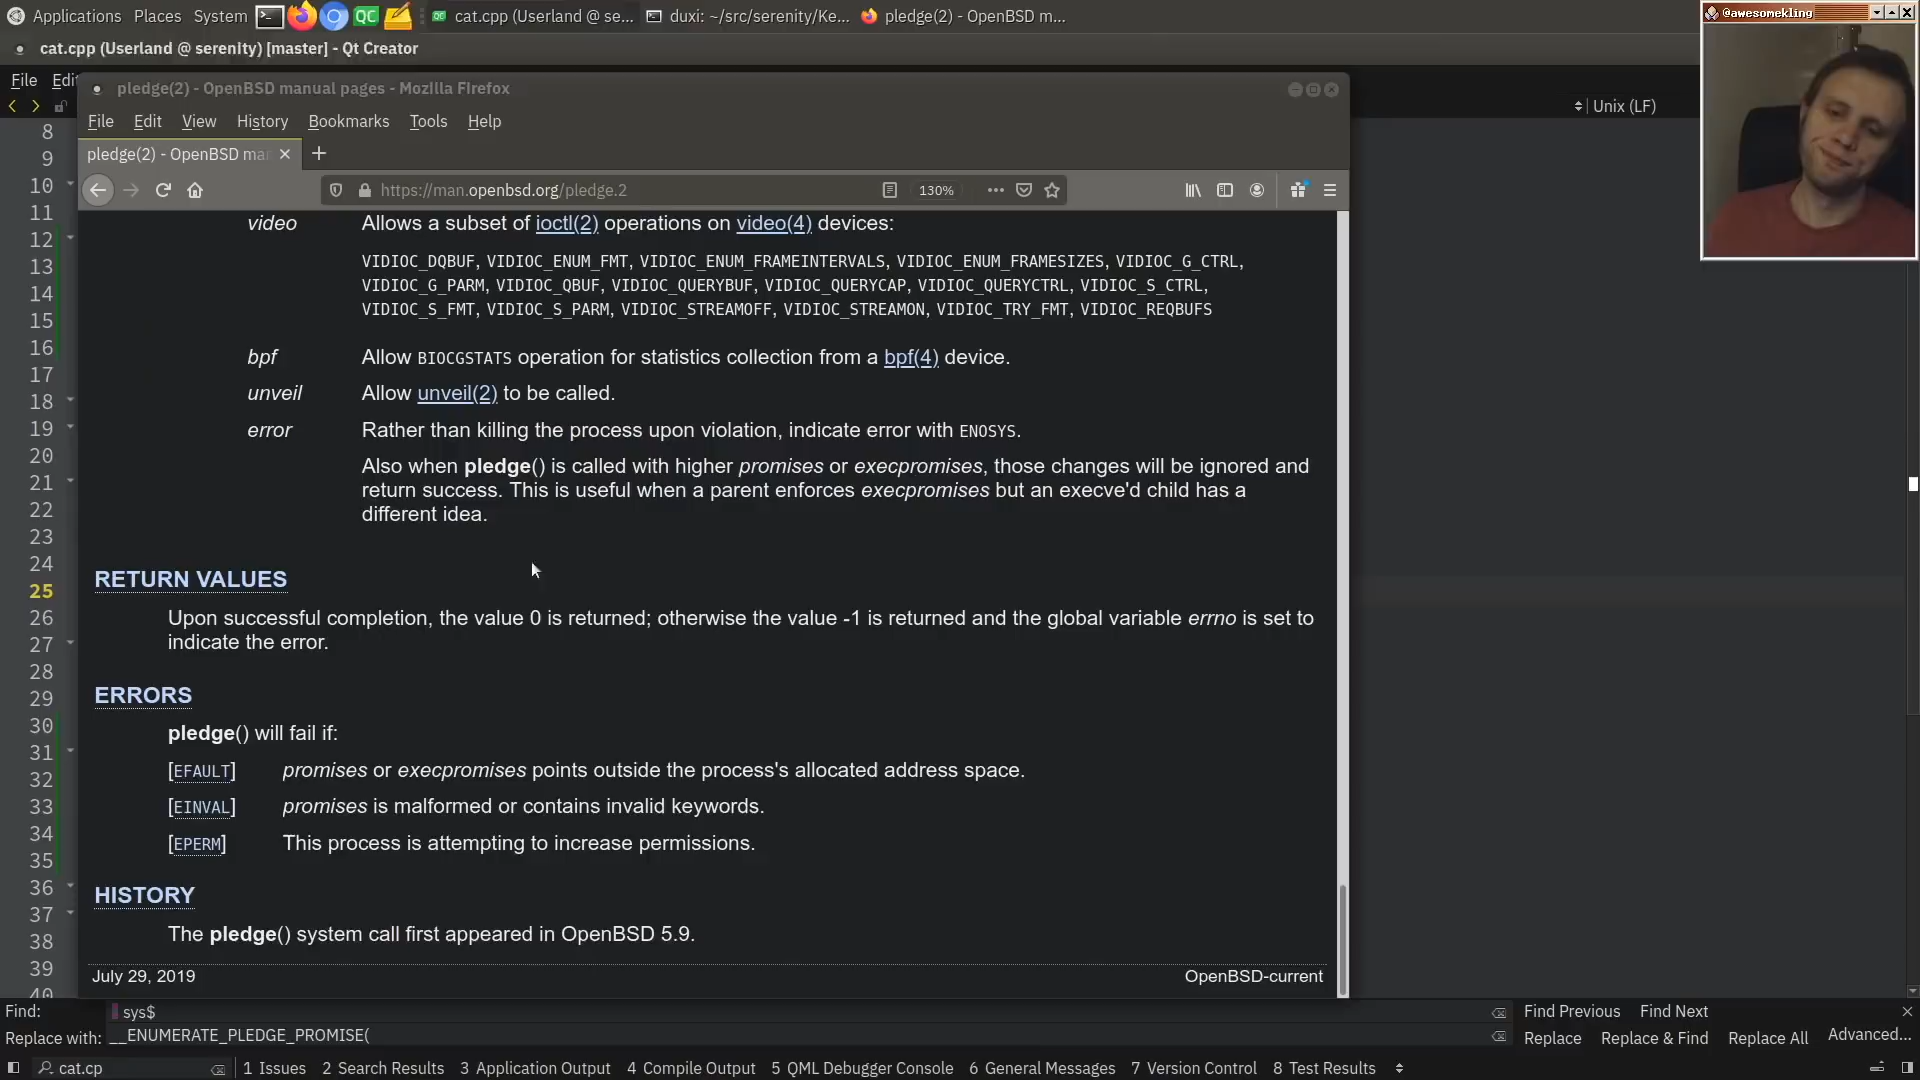 Applications Places System cat.cpp (Userland @ se... duxi: ~/src/serenity/Ke... pledge(2) - OpenBSD m...
@awesomekling
cat.cpp (Userland @ serenity) [master] - Qt Creator
File Edi
pledge(2) - OpenBSD manual pages - Mozilla Firefox
Unix (LF)
File Edit View History Bookmarks Tools Help
pledge(2) - OpenBSD ma
https://man.openbsd.org/pledge.2 130%
video Allows a subset of ioctl(2) operations on video(4) devices:
VIDIOC_DQBUF, VIDIOC_ENUM_FMT, VIDIOC_ENUM_FRAMEINTERVALS, VIDIOC_ENUM_FRAMESIZES, VIDIOC_G_CTRL,
VIDIOC_G_PARM, VIDIOC_QBUF, VIDIOC_QUERYBUF, VIDIOC_QUERYCAP, VIDIOC_QUERYCTRL, VIDIOC_S_CTRL,
VIDIOC_S_FMT, VIDIOC_S_PARM, VIDIOC_STREAMOFF, VIDIOC_STREAMON, VIDIOC_TRY_FMT, VIDIOC_REQBUFS
bpf Allow BIOCGSTATS operation for statistics collection from a bpf(4) device.
unveil Allow unveil(2) to be called.
error Rather than killing the process upon violation, indicate error with ENOSYS.
Also when pledge() is called with higher promises or execpromises, those changes will be ignored and
return success. This is useful when a parent enforces execpromises but an execve'd child has a
different idea.
RETURN VALUES
Upon successful completion, the value 0 is returned; otherwise the value -1 is returned and the global variable errno is set to
indicate the error.
ERRORS
pledge() will fail if:
[EFAULT] promises or execpromises points outside the process's allocated address space.
[EINVAL] promises is malformed or contains invalid keywords.
[EPERM] This process is attempting to increase permissions.
HISTORY
The pledge() system call first appeared in OpenBSD 5.9.
July 29, 2019 OpenBSD-current
8
9
10
11
12
13
14
15
16
17
18
19
20
21
22
23
24
25
26
27
28
29
30
31
32
33
34
35
36
37
38
39
40
Find: sys$ Find Previous Find Next
Replace with: __ENUMERATE_PLEDGE_PROMISE( Replace Replace & Find Replace All Advanced...
cat.cp 1 Issues 2 Search Results 3 Application Output 4 Compile Output 5 QML Debugger Console 6 General Messages 7 Version Control 8 Test Results